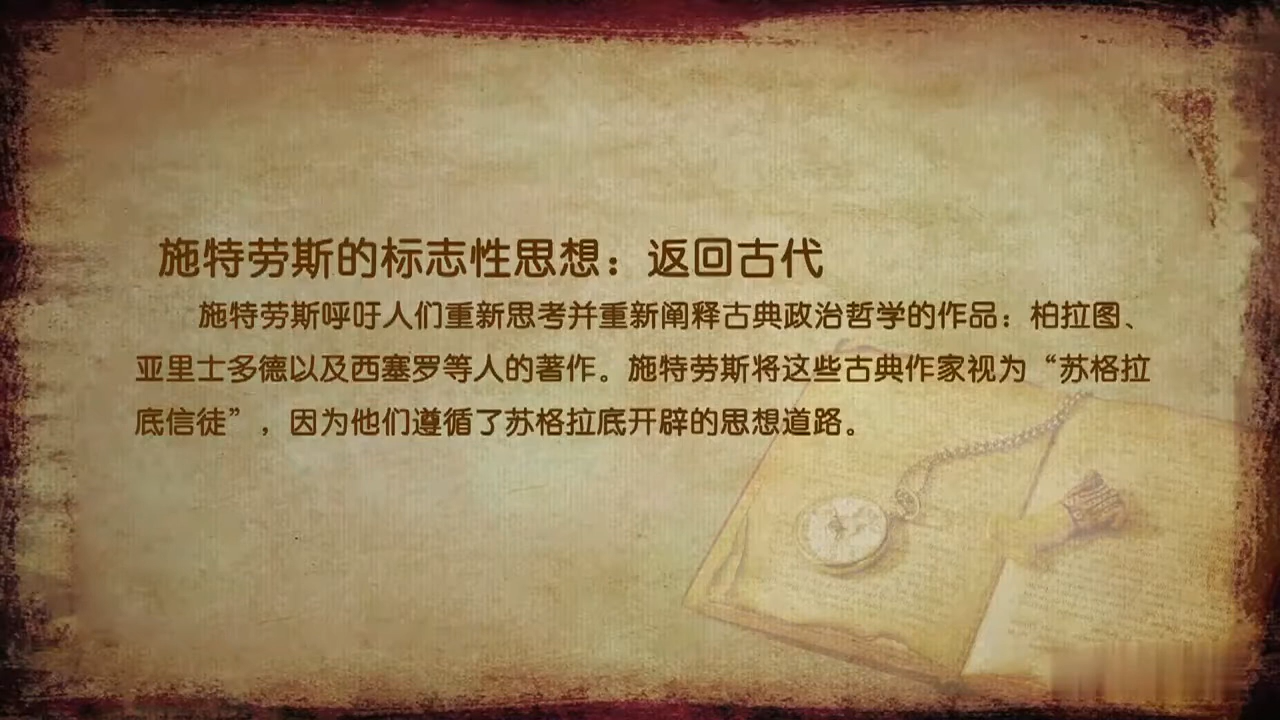 施特劳斯的标志性思想：返回古代
施特劳斯呼吁人们重新思考并重新阐释古典政治哲学的作品：柏拉图、
亚里士多德以及西塞罗等人的著作。施特劳斯将这些古典作家视为“苏格拉
底信徒”，因为他们遵循了苏格拉底开辟的思想道路。